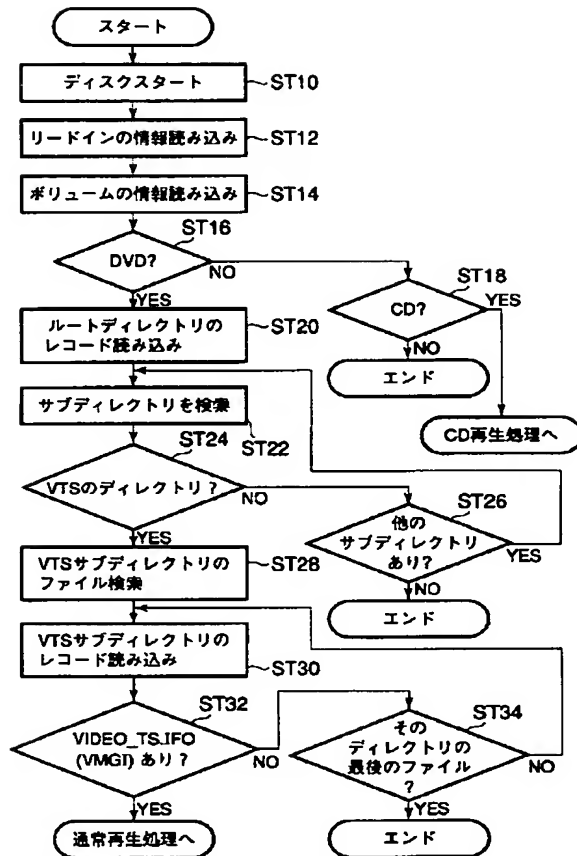 スタート
ディスクスタート
ST10
リードインの情報読み込み
ST12
ボリュームの情報読み込み
ST14
ST16
DVD?
NO
YES
ST18
CD?
YES
NO
エンド
CD再生処理へ
ルートディレクトリの
レコード読み込み
ST20
サブディレクトリを検索
ST22
ST24
VTSのディレクトリ?
NO
YES
ST26
他の
サブディレクトリ
あり?
YES
NO
エンド
VTSサブディレクトリの
ファイル検索
ST28
VTSサブディレクトリの
レコード読み込み
ST30
ST32
VIDEO_TS.IFO
(VMGI) あり?
NO
YES
通常再生処理へ
ST34
その
ディレクトリの
最後のファイル
?
NO
YES
エンド